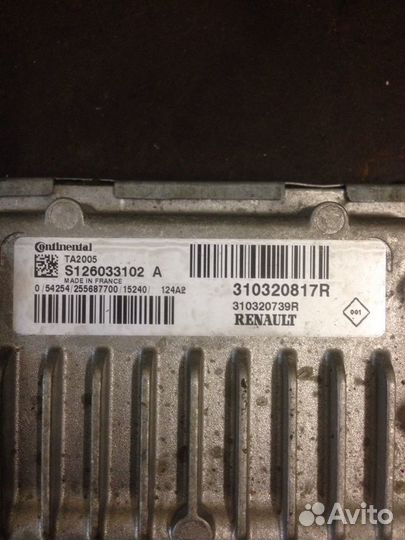 Continental
TA2005
S126033102 A
MADE IN FRANCE
0 /54254 /255687700 /15240/ 124A2
310320817R
310320739R
RENAULT
001
Avito